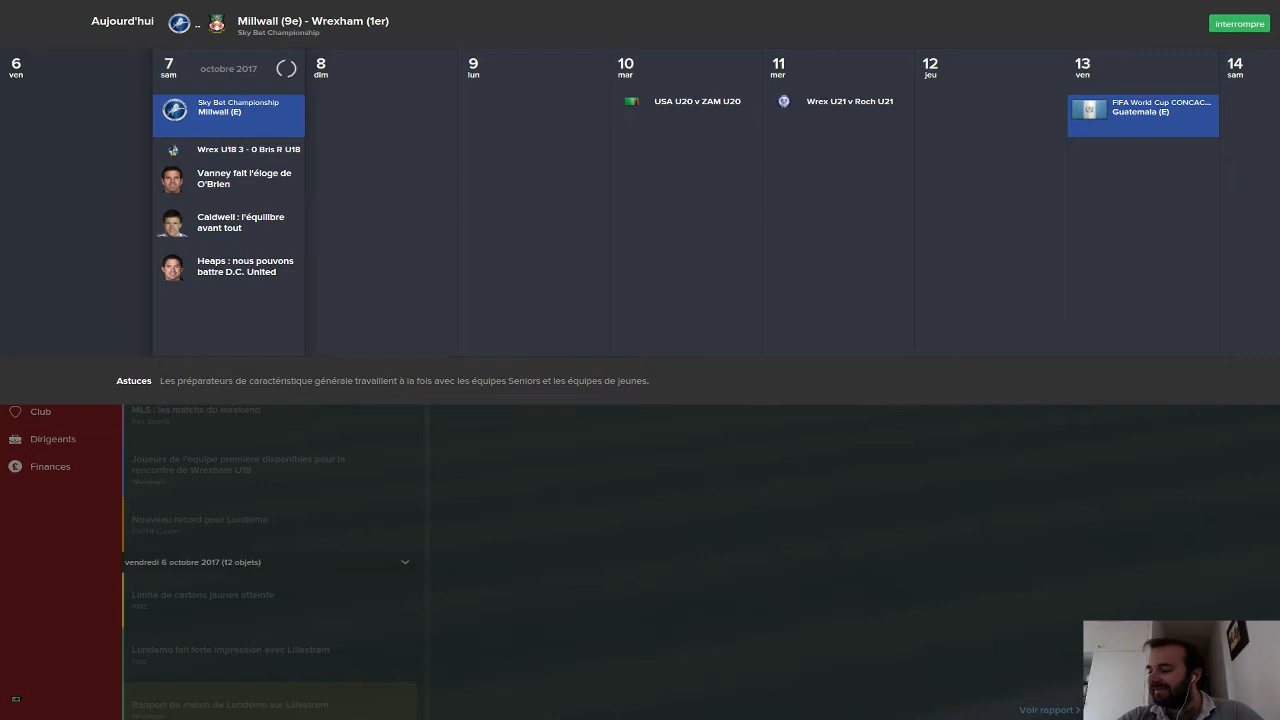 Aujourd'hui
..
Millwall (9e) - Wrexham (1er)
Sky Bet Championship
interrompre
6
ven
7
sam
octobre 2017
8
dim
9
lun
10
mar
11
mer
12
jeu
13
ven
14
sam
Sky Bet Championship
Millwall (E)
USA U20 v ZAM U20
Wrex U21 v Roch U21
FIFA World Cup CONCAC...
Guatemala (E)
Wrex U18 3 - 0 Bris R U18
Vanney fait l'éloge de
O'Brien
Caldwell : l'équilibre
avant tout
Heaps : nous pouvons
battre D.C. United
Astuces
Les préparateurs de caractéristique générale travaillent à la fois avec les équipes Seniors et les équipes de jeunes.
Club
Dirigeants
Finances
MLS : les matchs du weekend
Fox Sports
Joueurs de l'équipe première disponibles pour la
rencontre de Wrexham U18
Wrexham
Nouveau record pour Lundemo
ESPNFC.com
vendredi 6 octobre 2017 (12 objets)
Limite de cartons jaunes atteinte
RMC
Lundemo fait forte impression avec Lillestrøm
Rapport de match de Lundemo sur Lillestrøm
Wrexham
Voir rapport >